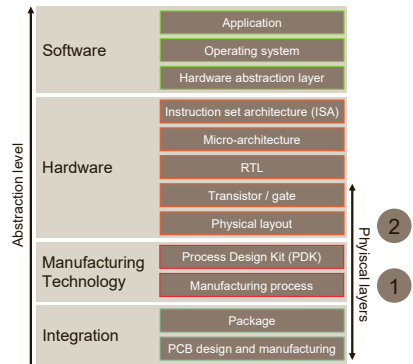 Abstraction level
Software
Application
Operating system
Hardware abstraction layer
Hardware
Instruction set architecture (ISA)
Micro-architecture
RTL
Transistor / gate
Physical layout
Manufacturing
Technology
Process Design Kit (PDK)
Manufacturing process
Integration
Package
PCB design and manufacturing
Phyiscal layers
2
1